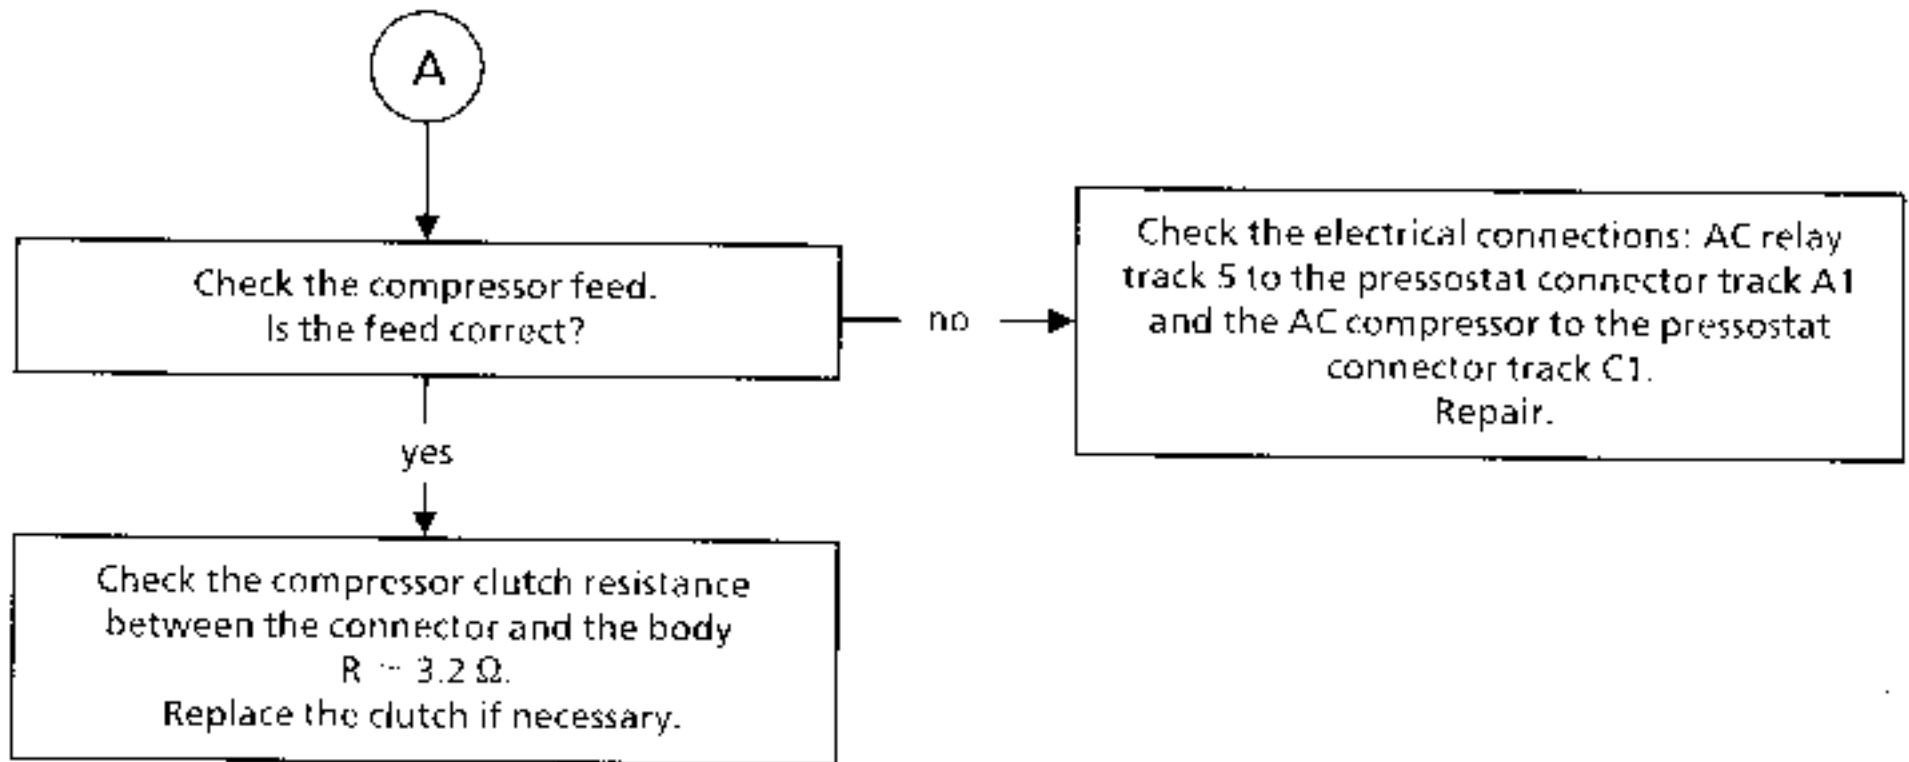 A
Check the compressor feed.
Is the feed correct?
no
Check the electrical connections: AC relay
track 5 to the pressostat connector track A1
and the AC compressor to the pressostat
connector track C1.
Repair.
yes
Check the compressor clutch resistance
between the connector and the body
R 3.2 Ω.
Replace the clutch if necessary.